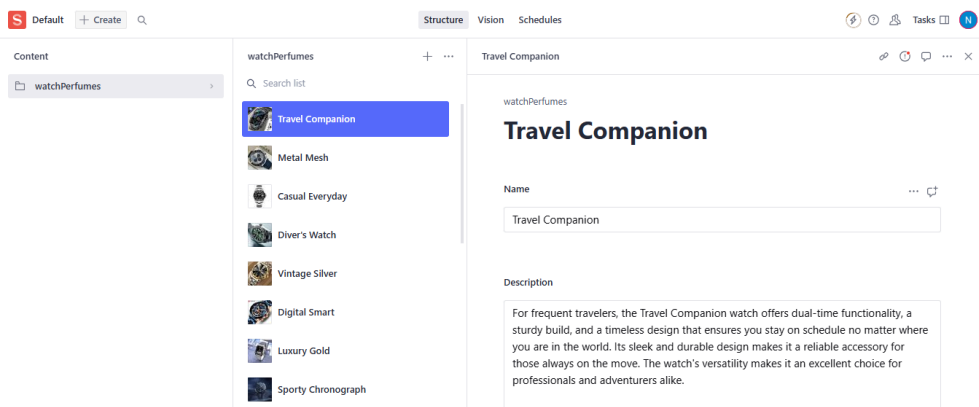 S Default Create Structure Vision Schedules Tasks N
Content
watchPerfumes
watchPerfumes
Search list
Travel Companion
Metal Mesh
Casual Everyday
Diver's Watch
Vintage Silver
Digital Smart
Luxury Gold
Sporty Chronograph
Travel Companion
watchPerfumes
Travel Companion
Name
Travel Companion
Description
For frequent travelers, the Travel Companion watch offers dual-time functionality, a
sturdy build, and a timeless design that ensures you stay on schedule no matter where
you are in the world. Its sleek and durable design makes it a reliable accessory for
those always on the move. The watch's versatility makes it an excellent choice for
professionals and adventurers alike.